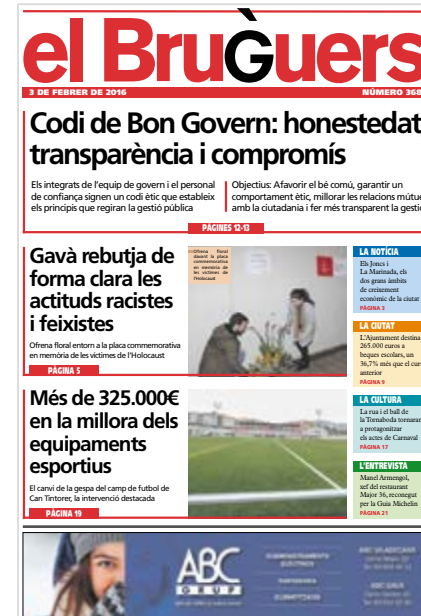 el Bruguers
3 DE FEBRER DE 2016
NÚMERO 368
Codi de Bon Govern: honestedat
transparència i compromís
Els integrats de l'equip de govern i el personal
de confiança signen un codi ètic que estableix
els principis que regiran la gestió pública
Objectius: Afavorir el bé comú, garantir un
comportament ètic, millorar les relacions mútue
amb la ciutadania i fer més transparent la gesti
PÀGINES 12-13
Gavà rebutja de
forma clara les
actituds racistes
i feixistes
Ofrena floral entorn a la placa commemorativa
en memòria de les víctimes de l'Holocaust
PÀGINA 5
Ofrena floral
davant la placa
commemorativa
en memòria de
les víctimes de
l'Holocaust
Més de 325.000€
en la millora dels
equipaments
esportius
El canvi de la gespa del camp de futbol de
Can Tintorer, la intervenció destacada
PÀGINA 19
LA NOTÍCIA
Els Joncs i
La Marinada, els
dos grans àmbits
de creixement
econòmic de la ciutat
PÀGINA 3
LA CIUTAT
L'Ajuntament destina
265.000 euros a
beques escolars, un
36,7% més que el curs
anterior
PÀGINA 9
LA CULTURA
La rua i el ball de
la Tornaboda tornaran
a protagonitzar
els actes de Carnaval
PÀGINA 17
L'ENTREVISTA
Manel Armengol,
xef del restaurant
Major 36, reconegut
per la Guia Michelin
PÀGINA 21
ABC
GRUP